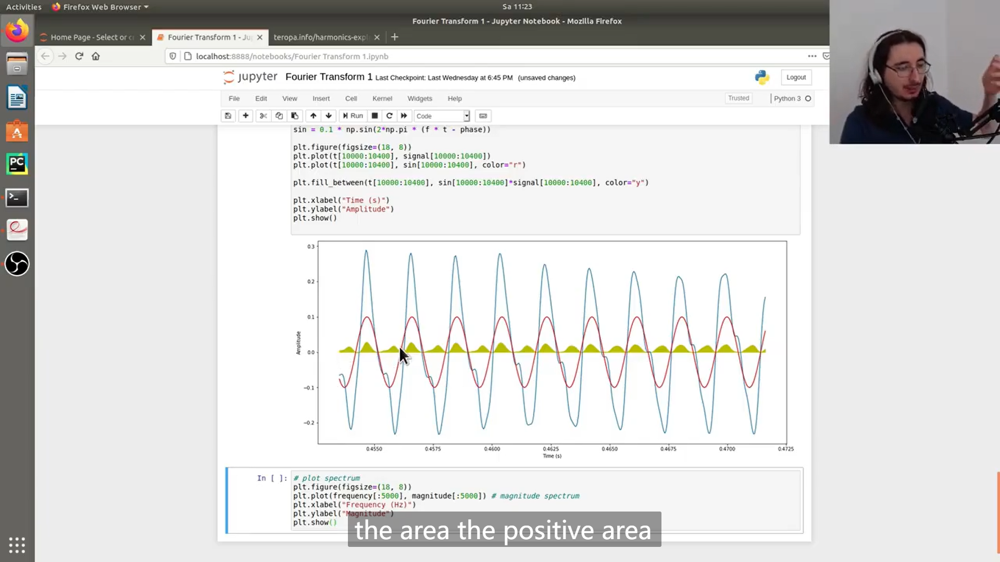 Activities
Firefox Web Browser
Sa 11:23
Fourier Transform 1 - Jupyter Notebook - Mozilla Firefox
Home Page - Select or c
Fourier Transform 1 - Ju
teropa.info/harmonics-exp
localhost:8888/notebooks/Fourier Transform 1.ipynb
jupyter Fourier Transform 1 Last Checkpoint: Last Wednesday at 6:45 PM (unsaved changes)
Logout
File Edit View Insert Cell Kernel Widgets Help
Trusted
Python 3
Run
Code
sin = 0.1 * np.sin(2*np.pi * (f * t - phase))
plt.figure(figsize=(18, 8))
plt.plot(t[10000:10400], signal[10000:10400])
plt.plot(t[10000:10400], sin[10000:10400], color="r")
plt.fill_between(t[10000:10400], sin[10000:10400]*signal[10000:10400], color="y")
plt.xlabel("Time (s)")
plt.ylabel("Amplitude")
plt.show()
0.3
0.2
0.1
0.0
−0.1
−0.2
Amplitude
0.4550 0.4575 0.4600 0.4625 0.4650 0.4675 0.4700 0.4725
Time (s)
In [ ]:
# plot spectrum
plt.figure(figsize=(18, 8))
plt.plot(frequency[:5000], magnitude[:5000]) # magnitude spectrum
plt.xlabel("Frequency (Hz)")
plt.ylabel("Magnitude")
plt.show()
the area the positive area
PC